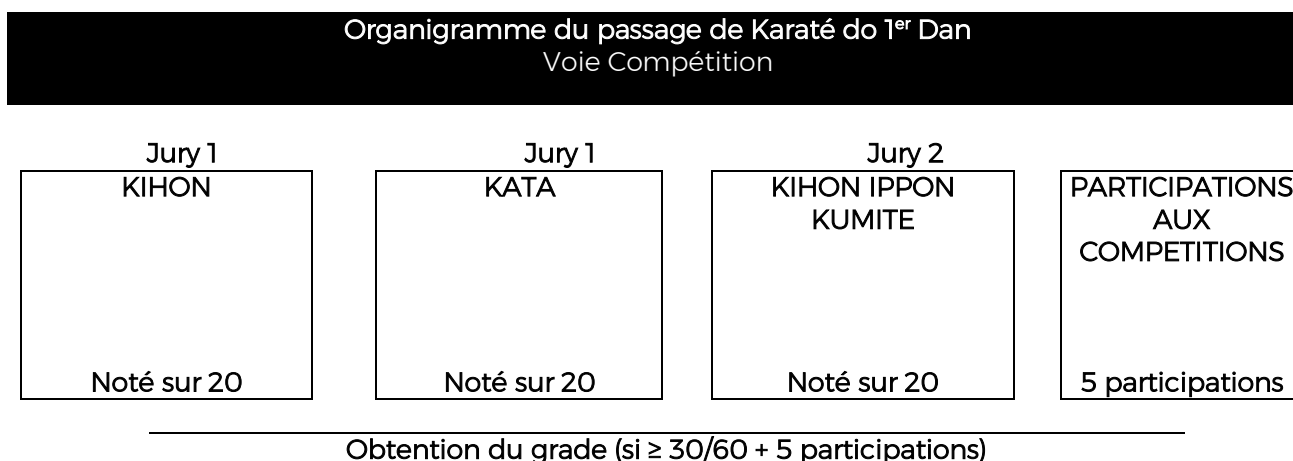 Organigramme du passage de Karaté do 1er Dan
Voie Compétition
Jury 1
KIHON
Noté sur 20
Jury 1
KATA
Noté sur 20
Jury 2
KIHON IPPON
KUMITE
Noté sur 20
PARTICIPATIONS
AUX
COMPETITIONS
5 participations
Obtention du grade (si ≥ 30/60 + 5 participations)